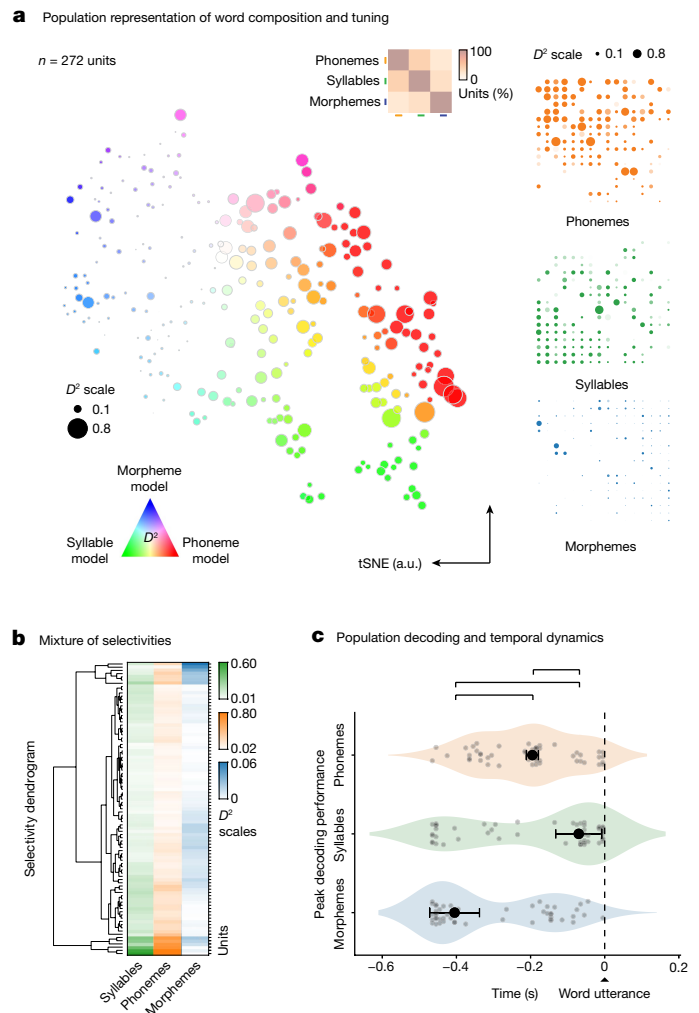 a Population representation of word composition and tuning
n = 272 units
Phonemes
Syllables
Morphemes
100
0
Units (%)
D² scale 0.1 0.8
Phonemes
Syllables
Morphemes
D² scale
0.1
0.8
Morpheme
model
Syllable
model
D²
Phoneme
model
tSNE (a.u.)
b Mixture of selectivities
Selectivity dendrogram
0.60
0.01
0.80
0.02
0.06
0
D²
scales
Units
Syllables
Phonemes
Morphemes
c Population decoding and temporal dynamics
Peak decoding performance
Phonemes
Syllables
Morphemes
−0.6 −0.4 −0.2 0 0.2
Time (s) Word utterance